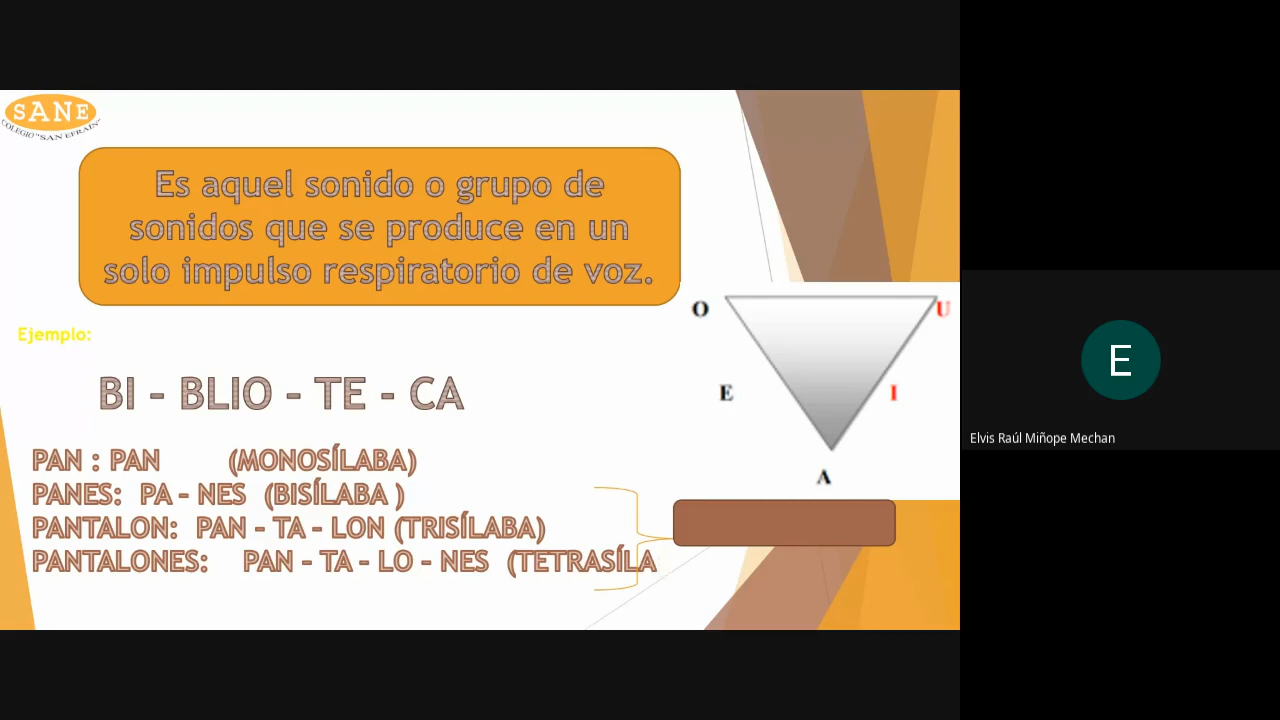 SANE
COLEGIO "SAN EFRAIN"
Es aquel sonido o grupo de
sonidos que se produce en un
solo impulso respiratorio de voz.
Ejemplo:
BI - BLIO - TE - CA
PAN : PAN (MONOSÍLABA)
PANES: PA - NES (BISÍLABA )
PANTALON: PAN - TA - LON (TRISÍLABA)
PANTALONES: PAN - TA - LO - NES (TETRASÍLA
O U
E I
A
E
Elvis Raúl Miñope Mechan